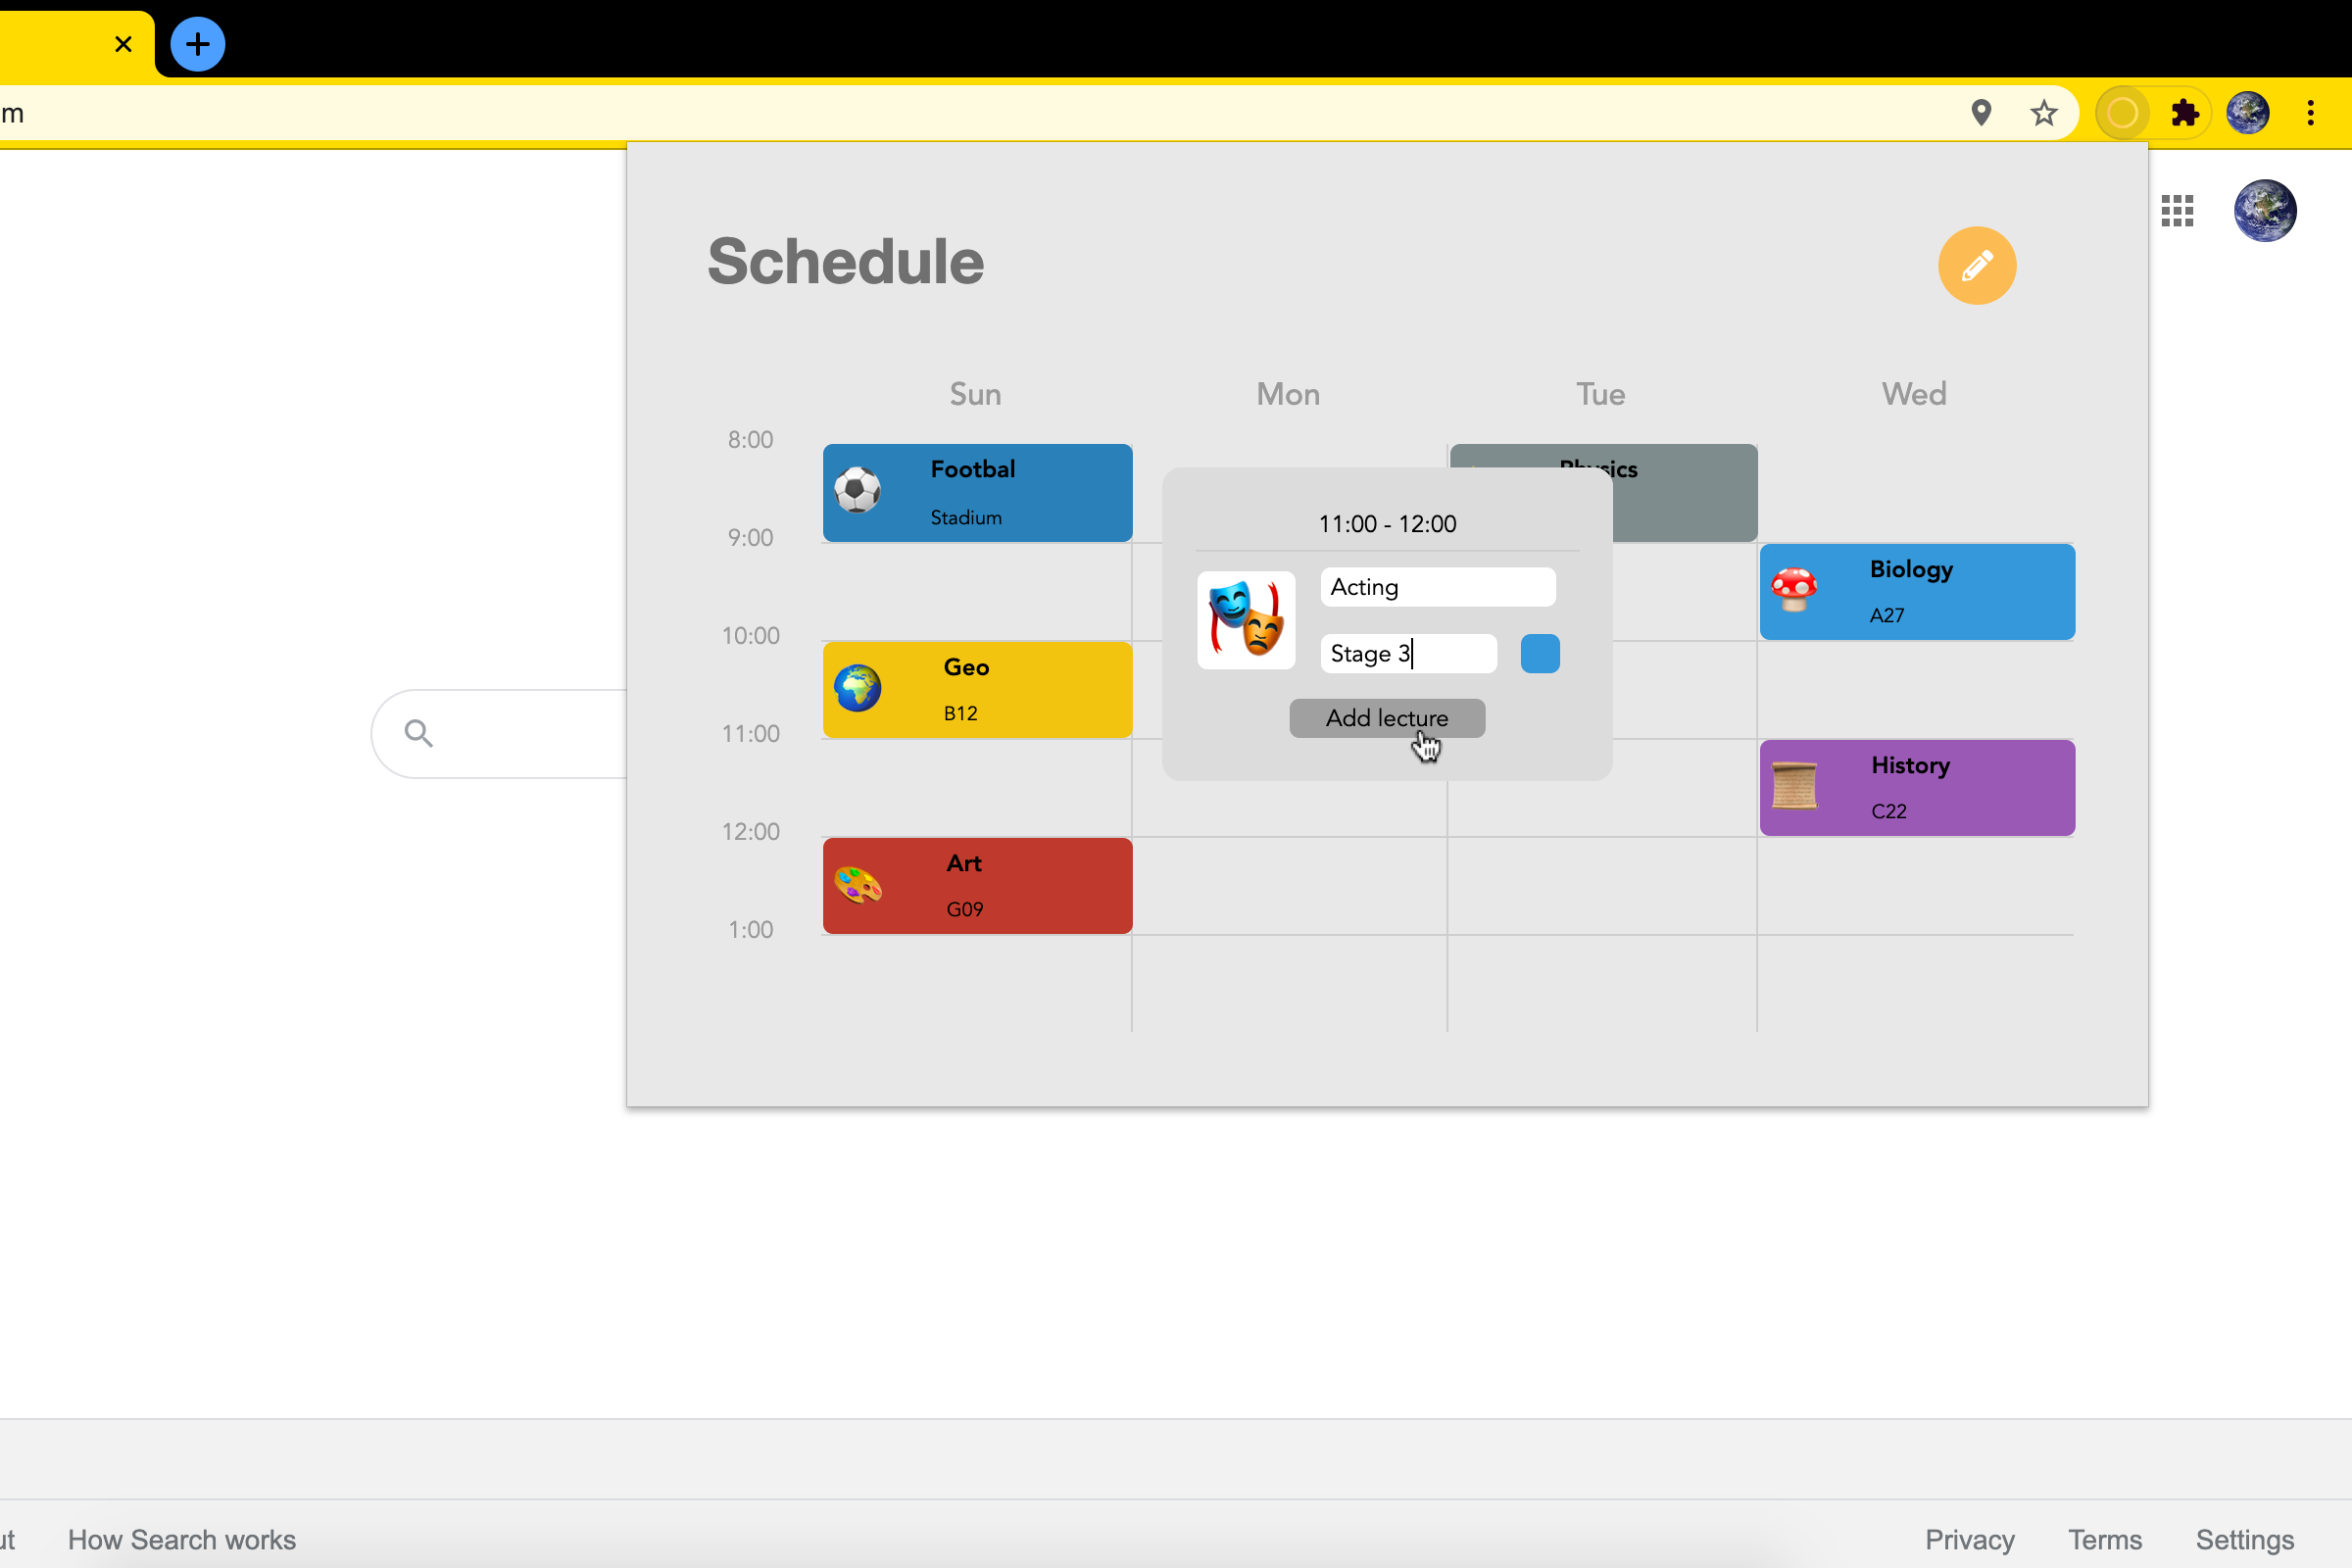 m
Schedule
Sun Mon Tue Wed
8:00
Footbal
Stadium
Physics
9:00
11:00 - 12:00
Acting
Stage 3
Add lecture
Biology
A27
10:00
Geo
B12
11:00
History
C22
12:00
Art
G09
1:00
ut How Search works Privacy Terms Settings